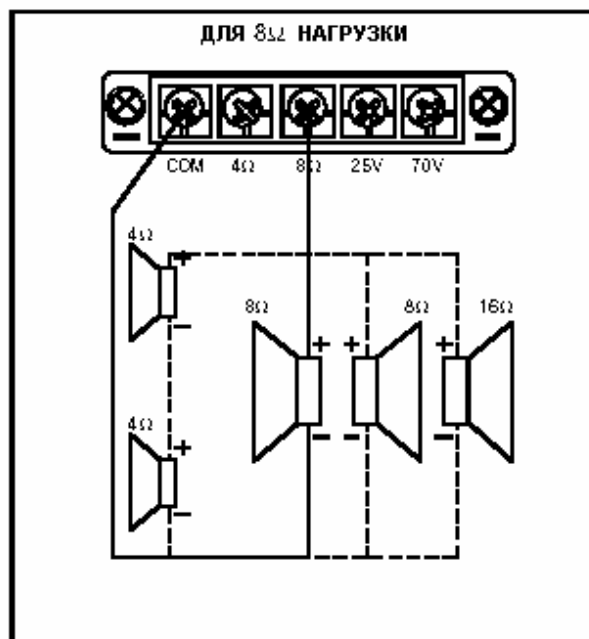 ДЛЯ 8Ω НАГРУЗКИ
COM 4Ω 8Ω 25V 70V
4Ω
+
−
8Ω 8Ω 16Ω
+ + +
− − −
4Ω
+
−